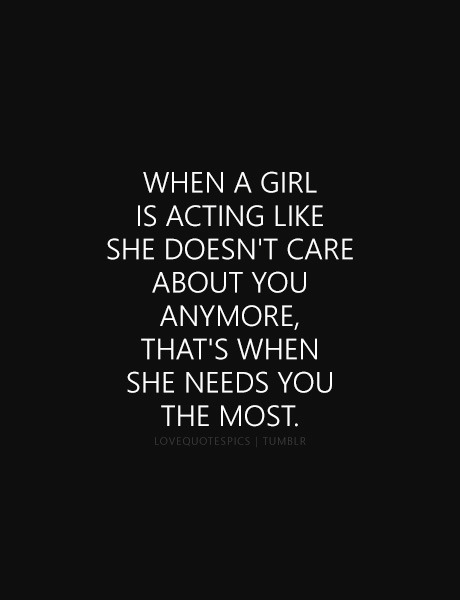 WHEN A GIRL
IS ACTING LIKE
SHE DOESN'T CARE
ABOUT YOU
ANYMORE,
THAT'S WHEN
SHE NEEDS YOU
THE MOST.
LOVEQUOTESPICS | TUMBLR